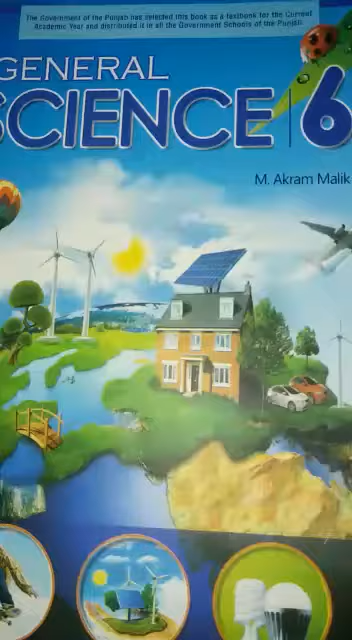 The Government of the Punjab has selected this book as a textbook for the Current
Academic Year and distributed it in all the Government Schools of the Punjab.
GENERAL
SCIENCE 6
M. Akram Malik